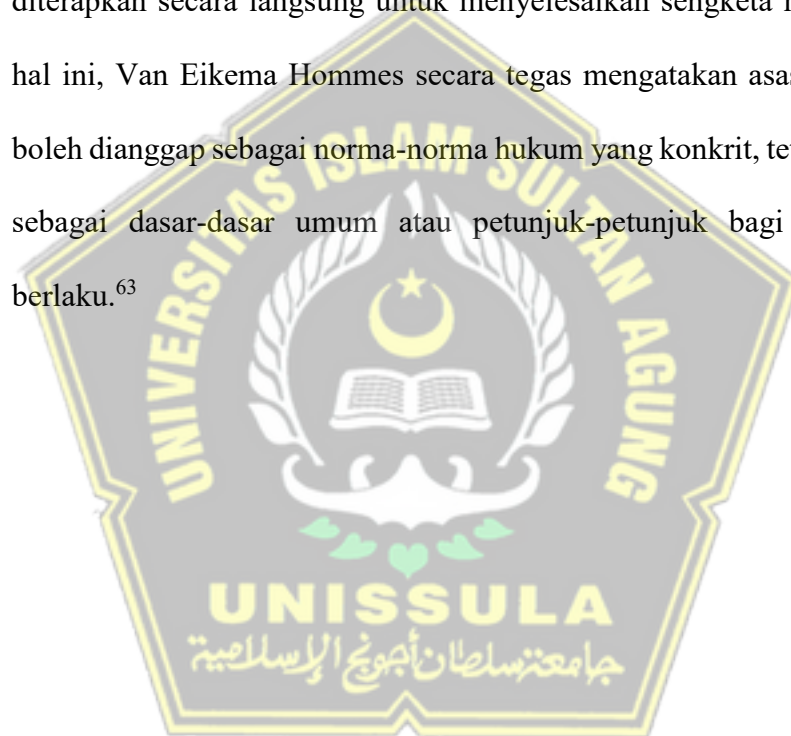 diterapkan secara langsung untuk menyelesaikan sengketa
hal ini, Van Eikema Hommes secara tegas mengatakan asas
boleh dianggap sebagai norma-norma hukum yang konkrit,
sebagai dasar-dasar umum atau petunjuk-petunjuk bagi
berlaku.63
UNIVERSITAS ISLAM SULTAN AGUNG
UNISSULA
جامعة سلطان أجونج الإسلامية